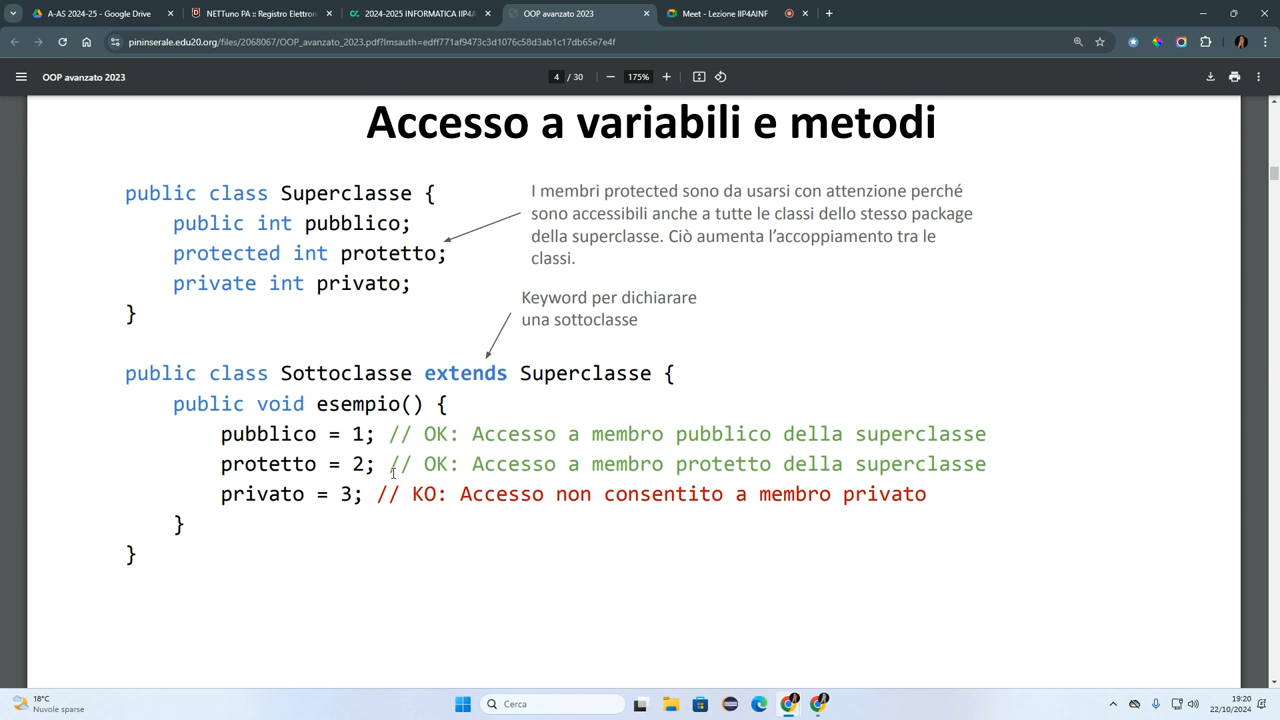 A-AS 2024-25 - Google Drive
NETTuno PA :: Registro Elettron
2024-2025 INFORMATICA IIP4A
OOP avanzato 2023
Meet - Lezione IIP4AINF
pininserale.edu20.org/files/2068067/OOP_avanzato_2023.pdf?lmsauth=edff771af9473c3d1076c58d3ab1c17db65e7e4f
OOP avanzato 2023
4 / 30
175%
Accesso a variabili e metodi
public class Superclasse {
public int pubblico;
protected int protetto;
private int privato;
}
I membri protected sono da usarsi con attenzione perché
sono accessibili anche a tutte le classi dello stesso package
della superclasse. Ciò aumenta l’accoppiamento tra le
classi.
Keyword per dichiarare
una sottoclasse
public class Sottoclasse extends Superclasse {
public void esempio() {
pubblico = 1; // OK: Accesso a membro pubblico della superclasse
protetto = 2; // OK: Accesso a membro protetto della superclasse
privato = 3; // KO: Accesso non consentito a membro privato
}
}
18°C
Nuvole sparse
Cerca
19:20
22/10/2024